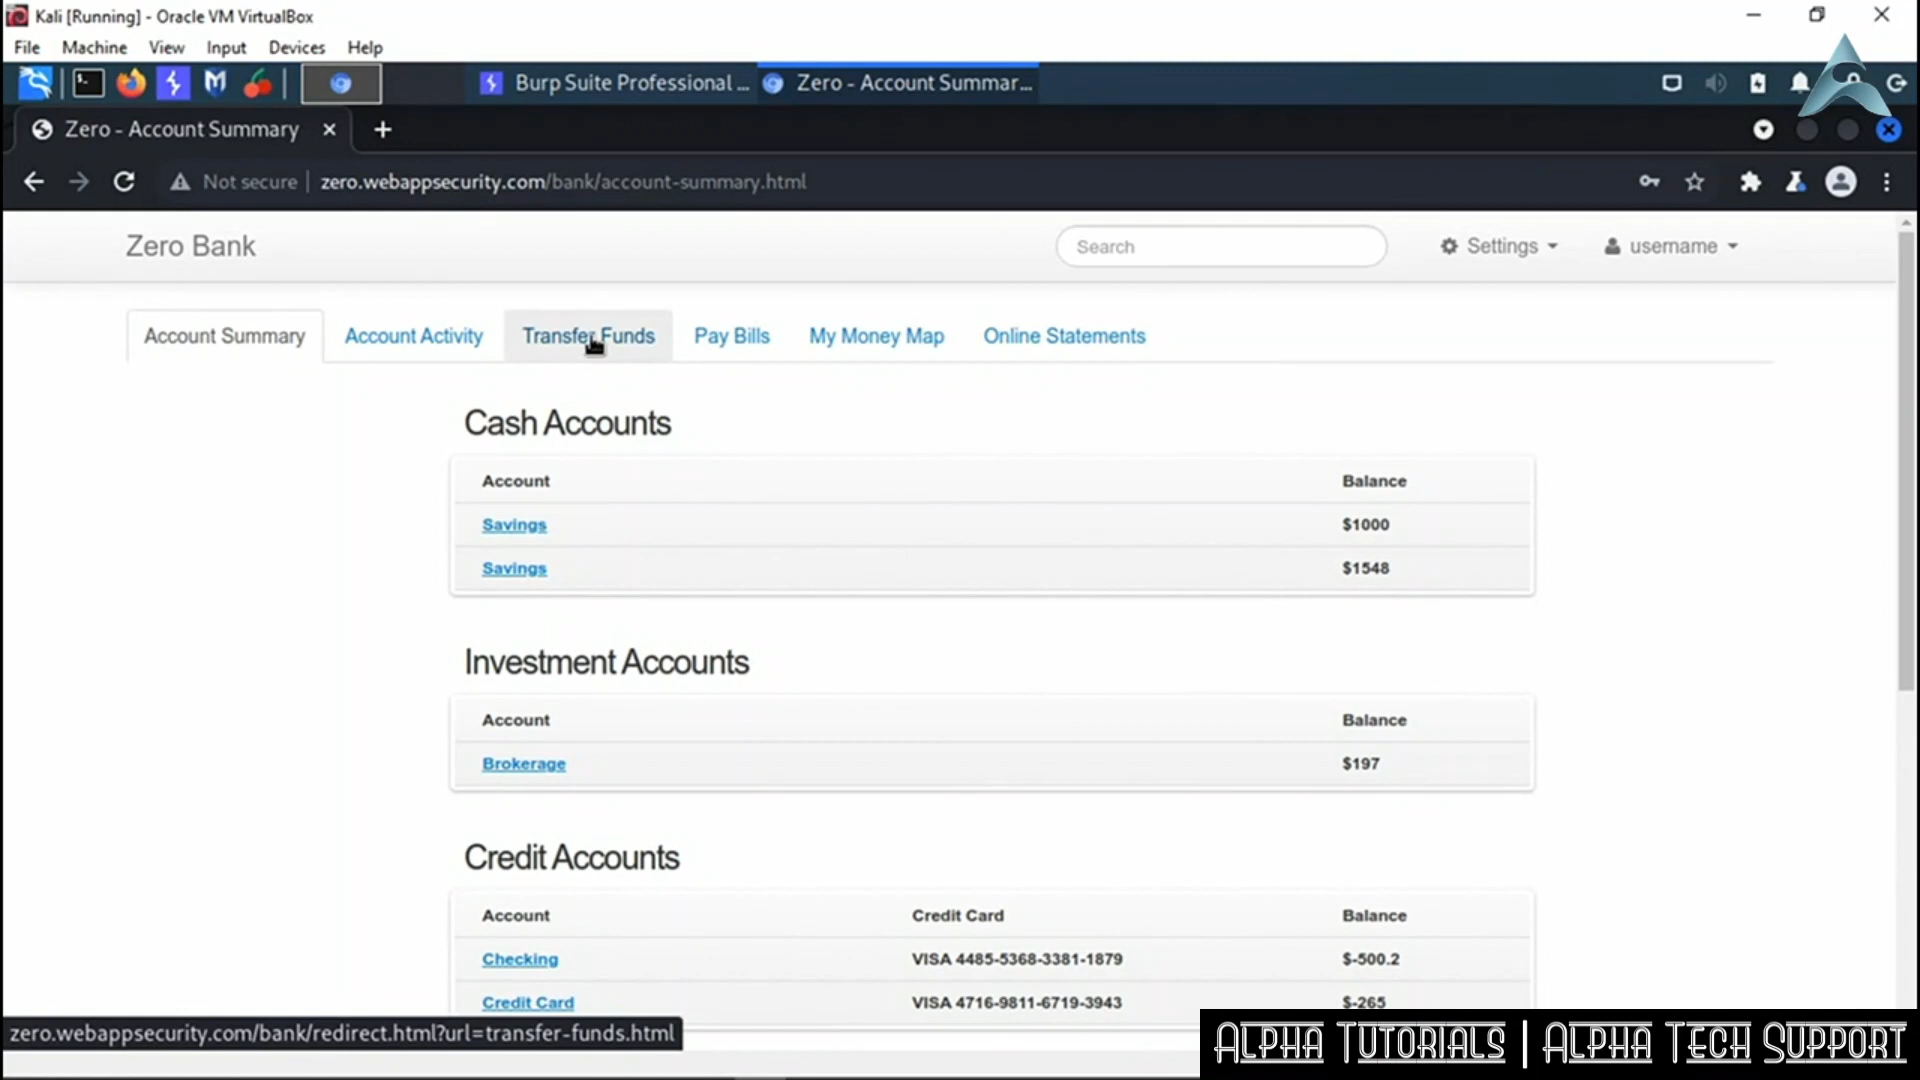 Kali [Running] - Oracle VM VirtualBox
File Machine View Input Devices Help
Burp Suite Professional ... Zero - Account Summar...
Zero - Account Summary
Not secure | zero.webappsecurity.com/bank/account-summary.html
Zero Bank Search Settings username
Account Summary Account Activity Transfer Funds Pay Bills My Money Map Online Statements
Cash Accounts
Account Balance
Savings $1000
Savings $1548
Investment Accounts
Account Balance
Brokerage $197
Credit Accounts
Account Credit Card Balance
Checking VISA 4485-5368-3381-1879 $-500.2
Credit Card VISA 4716-9811-6719-3943 $-265
zero.webappsecurity.com/bank/redirect.html?url=transfer-funds.html
Alpha Tutorials | Alpha Tech Support